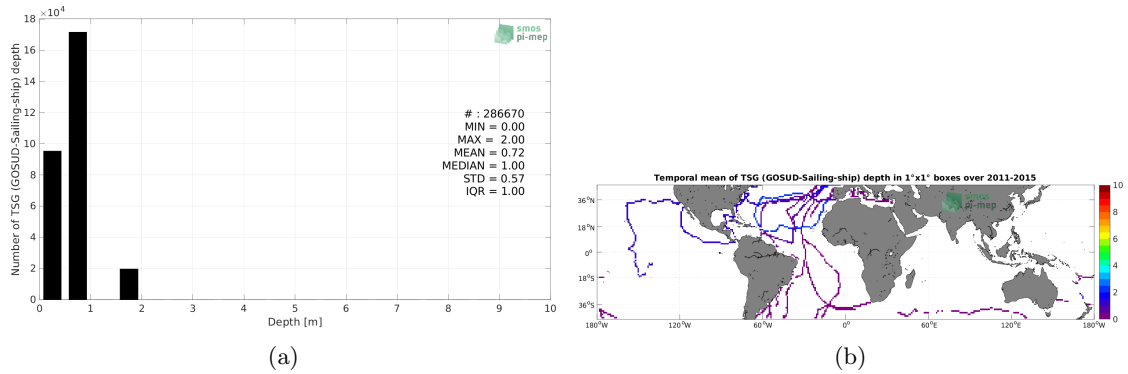 18 ×10⁴
16
14
12
10
8
6
4
2
0
Number of TSG (GOSUD-Sailing-ship) depth
0 1 2 3 4 5 6 7 8 9 10
Depth [m]
smos
pi-mep
# : 286670
MIN = 0.00
MAX = 2.00
MEAN = 0.72
MEDIAN = 1.00
STD = 0.57
IQR = 1.00
(a)
Temporal mean of TSG (GOSUD-Sailing-ship) depth in 1°x1° boxes over 2011-2015
smos
pi-mep
36°N
18°N
0°
18°S
36°S
180°W 120°W 60°W 0° 60°E 120°E 180°W
10
8
6
4
2
0
(b)